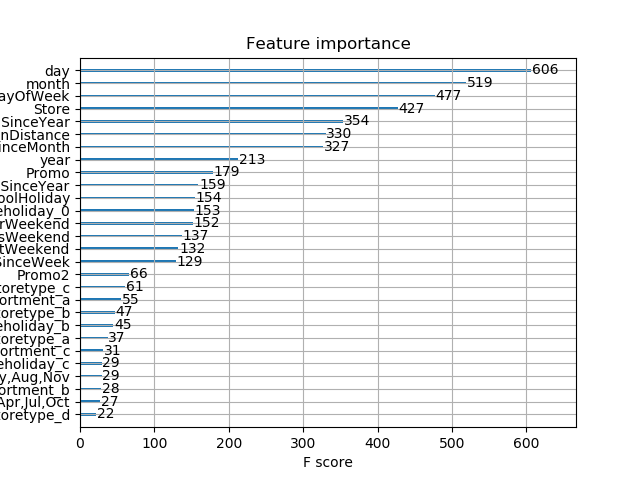 Feature importance
day 606
month 519
ayOfWeek 477
Store 427
SinceYear 354
nDistance 330
inceMonth 327
year 213
Promo 179
SinceYear 159
oolHoliday 154
eholiday_0 153
rWeekend 152
sWeekend 137
tWeekend 132
SinceWeek 129
Promo2 66
toretype_c 61
ortment_a 55
toretype_b 47
eholiday_b 45
toretype_a 37
ortment_c 31
eholiday_c 29
y,Aug,Nov 29
ortment_b 28
Apr,Jul,Oct 27
toretype_d 22
0 100 200 300 400 500 600
F score